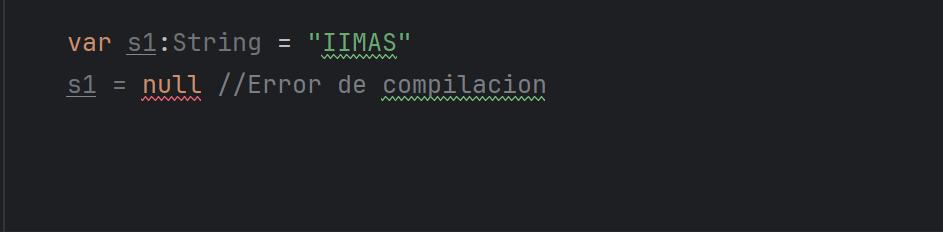 var s1:String = "IIMAS"
s1 = null //Error de compilacion